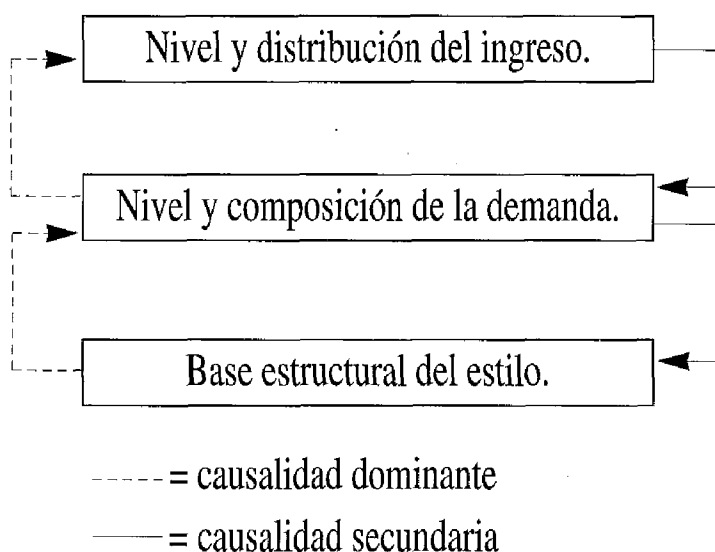 Nivel y distribución del ingreso.
Nivel y composición de la demanda.
Base estructural del estilo.
= causalidad dominante
= causalidad secundaria